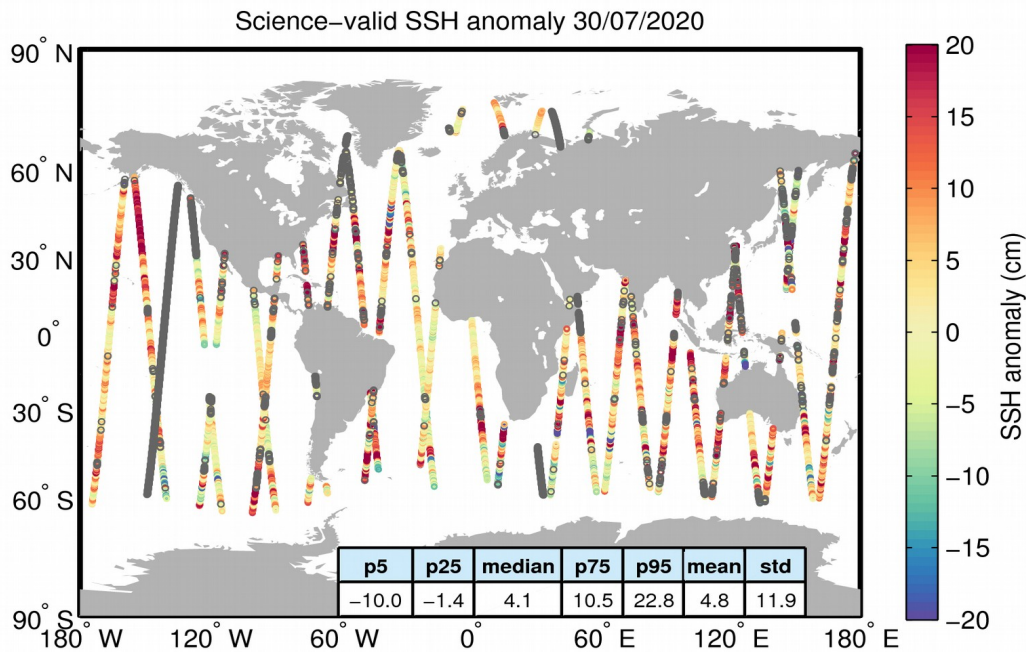 Science−valid SSH anomaly 30/07/2020
90° N
60° N
30° N
0°
30° S
60° S
90° S
180° W
120° W
60° W
0°
60° E
120° E
180° E
p5 p25 median p75 p95 mean std
−10.0 −1.4 4.1 10.5 22.8 4.8 11.9
20
15
10
5
0
−5
−10
−15
−20
SSH anomaly (cm)